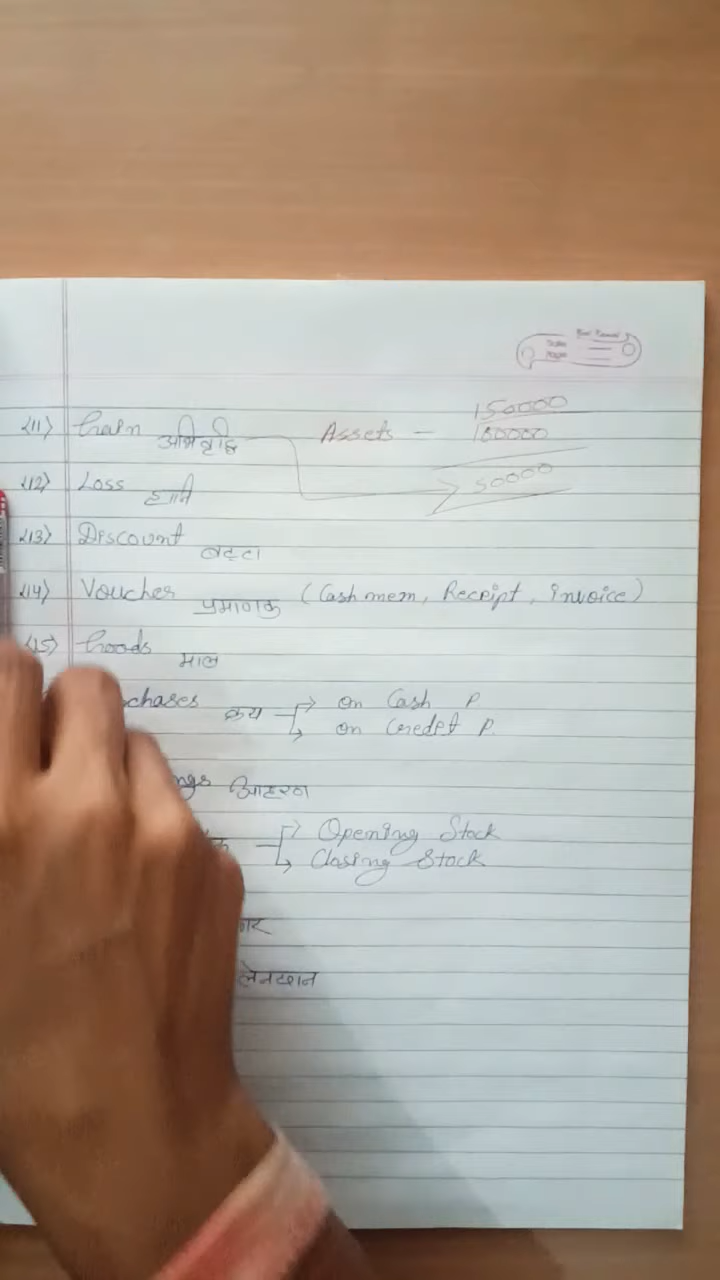 150000
(11) Gain अभिवृद्धि Assets - 100000
(12) Loss हानि 50000
(13) Discount बट्टा
(14) Voucher प्रमाणक (Cash mem, Receipt, invoice)
(15) Goods माल
chases क्रय → on Cash P.
→ on Credit P.
ngs आहरण
क → Opening Stock
→ Closing Stock
कार
लेनदान